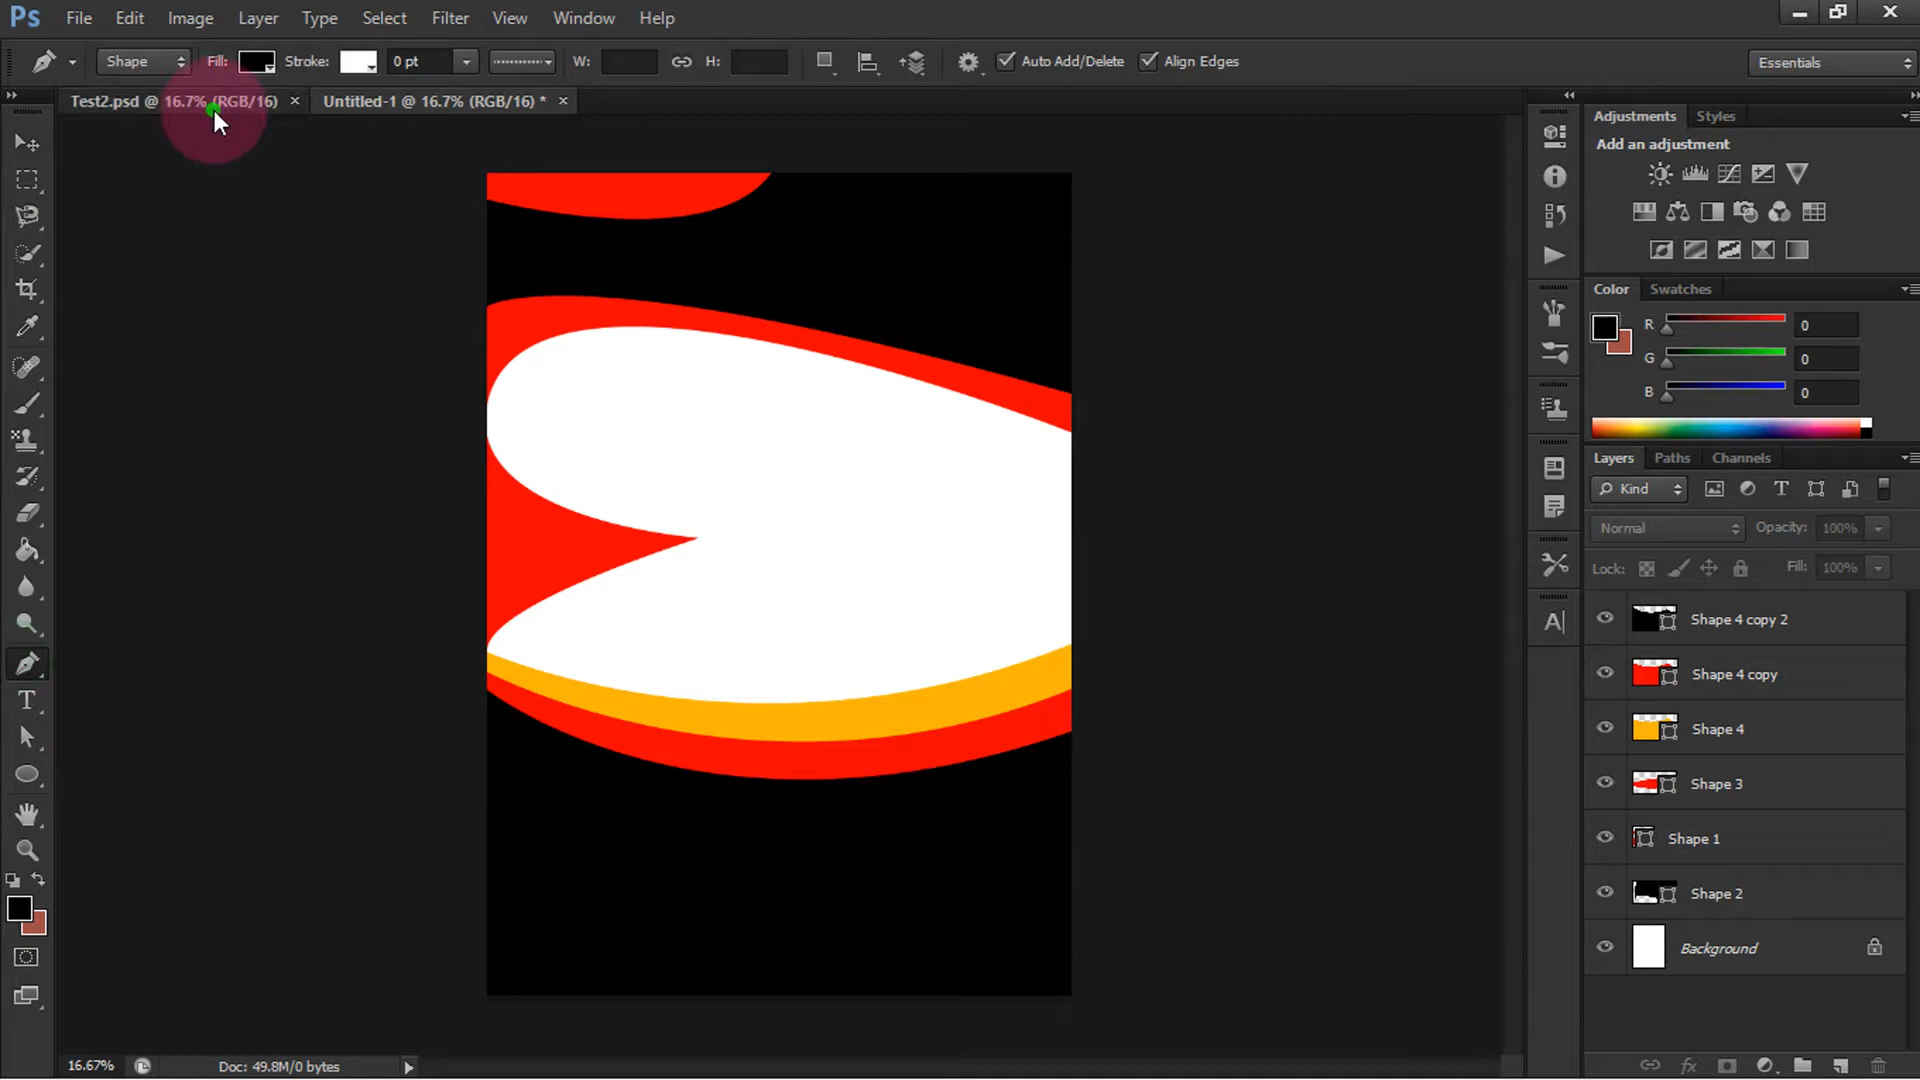 Ps File Edit Image Layer Type Select Filter View Window Help
Shape Fill: Stroke: 0 pt W: H: Auto Add/Delete Align Edges Essentials
Test2.psd @ 16.7% (RGB/16) × Untitled-1 @ 16.7% (RGB/16) * ×
Adjustments Styles
Add an adjustment
Color Swatches
R 0
G 0
B 0
Layers Paths Channels
Kind
Normal Opacity: 100%
Lock: Fill: 100%
Shape 4 copy 2
Shape 4 copy
Shape 4
Shape 3
Shape 1
Shape 2
Background
16.67% Doc: 49.8M/0 bytes